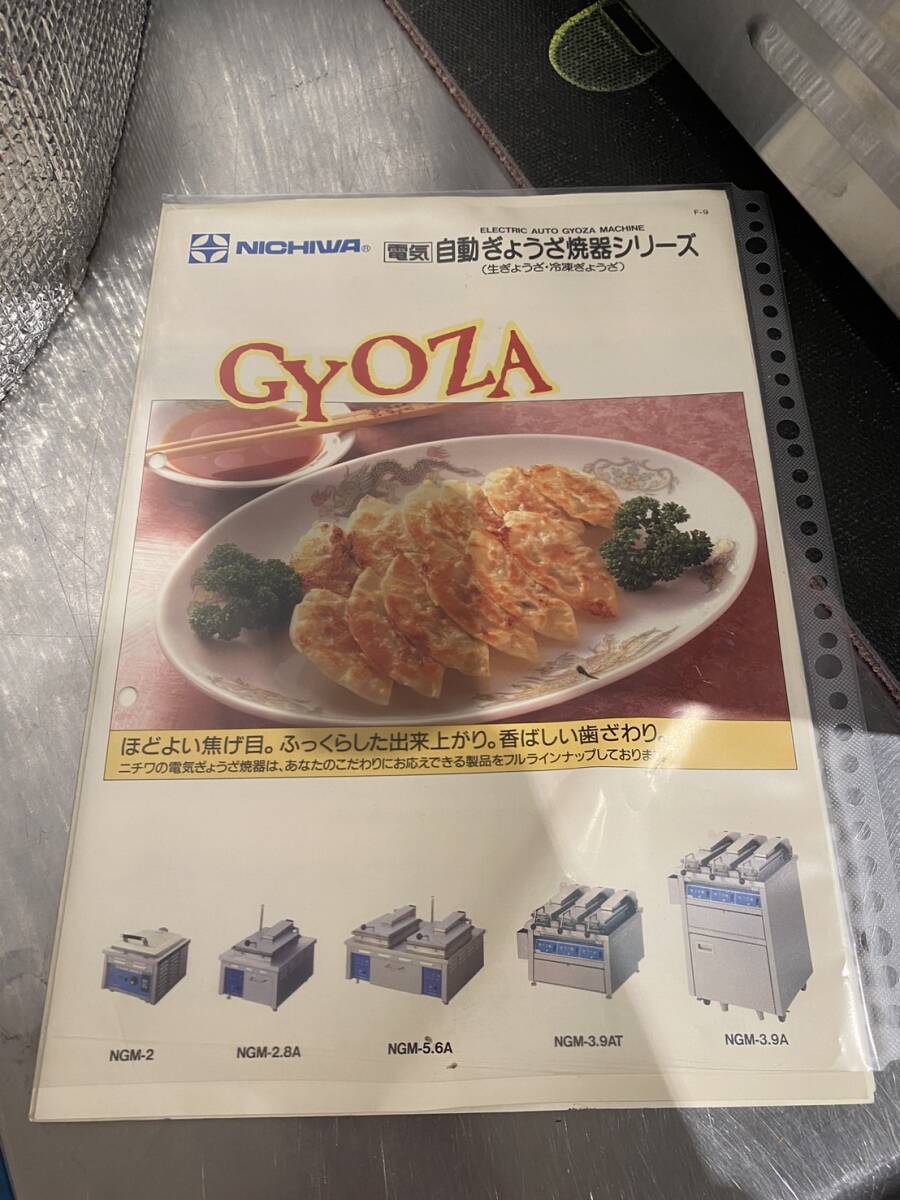 F-9
ELECTRIC AUTO GYOZA MACHINE
NICHIWA® 電気 自動ぎょうざ焼器シリーズ
(生ぎょうざ・冷凍ぎょうざ)
GYOZA
ほどよい焦げ目。ふっくらした出来上がり。香ばしい歯ざわり。
ニチワの電気ぎょうざ焼器は、あなたのこだわりにお応えできる製品をフルラインナップしております。
NGM-2
NGM-2.8A
NGM-5.6A
NGM-3.9AT
NGM-3.9A